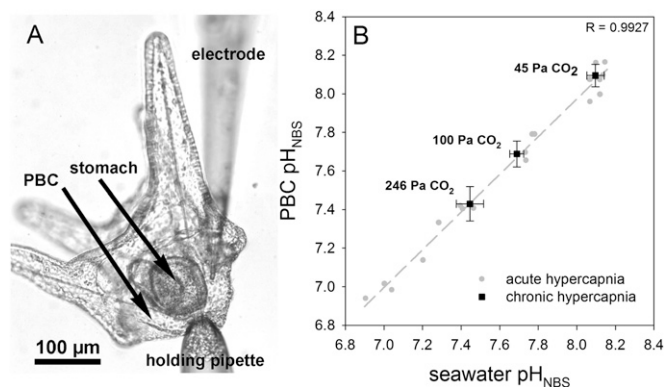 A
electrode
stomach
PBC
100 µm
holding pipette
B
R = 0.9927
8.4
8.2
8.0
7.8
7.6
7.4
7.2
7.0
6.8
PBC pH_NBS
45 Pa CO₂
100 Pa CO₂
246 Pa CO₂
acute hypercapnia
chronic hypercapnia
6.8 7.0 7.2 7.4 7.6 7.8 8.0 8.2 8.4
seawater pH_NBS